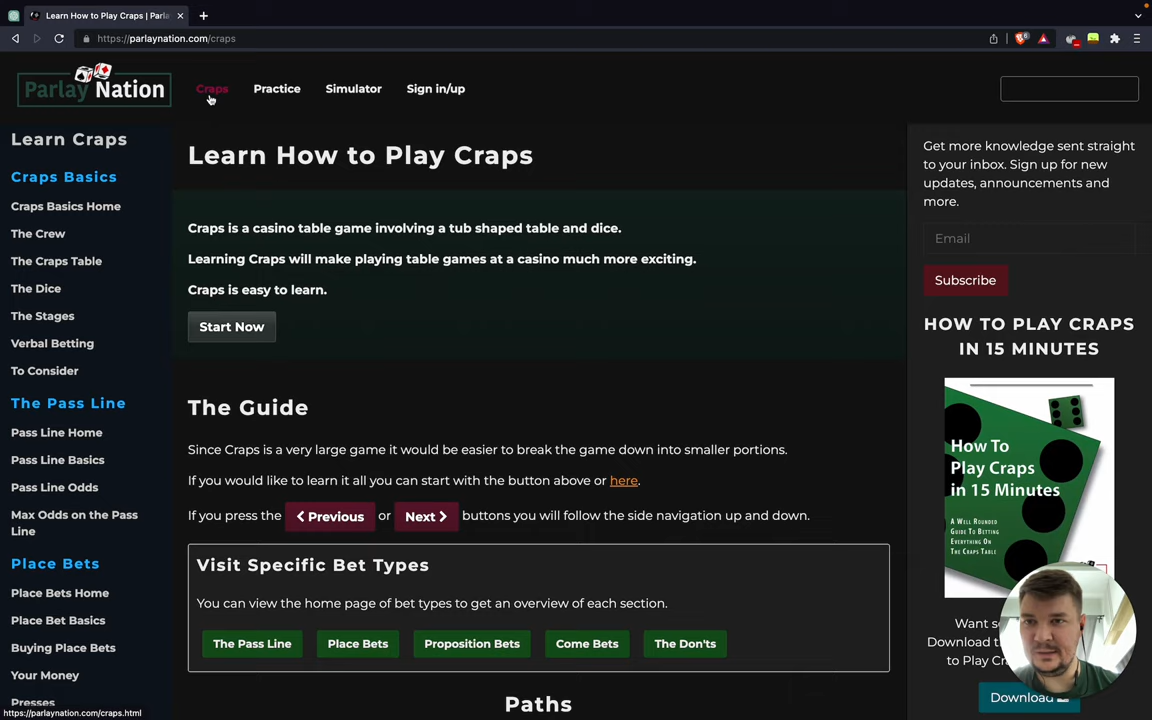 Learn How to Play Craps | Parla
https://parlaynation.com/craps
6
Parlay Nation
Craps
Practice
Simulator
Sign in/up
Learn Craps
Craps Basics
Craps Basics Home
The Crew
The Craps Table
The Dice
The Stages
Verbal Betting
To Consider
The Pass Line
Pass Line Home
Pass Line Basics
Pass Line Odds
Max Odds on the Pass
Line
Place Bets
Place Bets Home
Place Bet Basics
Buying Place Bets
Your Money
Presses
https://parlaynation.com/craps.html
Learn How to Play Craps
Craps is a casino table game involving a tub shaped table and dice.
Learning Craps will make playing table games at a casino much more exciting.
Craps is easy to learn.
Start Now
The Guide
Since Craps is a very large game it would be easier to break the game down into smaller portions.
If you would like to learn it all you can start with the button above or here.
If you press the Previous or Next buttons you will follow the side navigation up and down.
Visit Specific Bet Types
You can view the home page of bet types to get an overview of each section.
The Pass Line
Place Bets
Proposition Bets
Come Bets
The Don'ts
Paths
Get more knowledge sent straight
to your inbox. Sign up for new
updates, announcements and
more.
Email
Subscribe
HOW TO PLAY CRAPS
IN 15 MINUTES
How To
Play Craps
in 15 Minutes
A WELL ROUNDED
GUIDE TO BETTING
EVERYTHING ON
THE CRAPS TABLE
Want
Download
to Play
Download